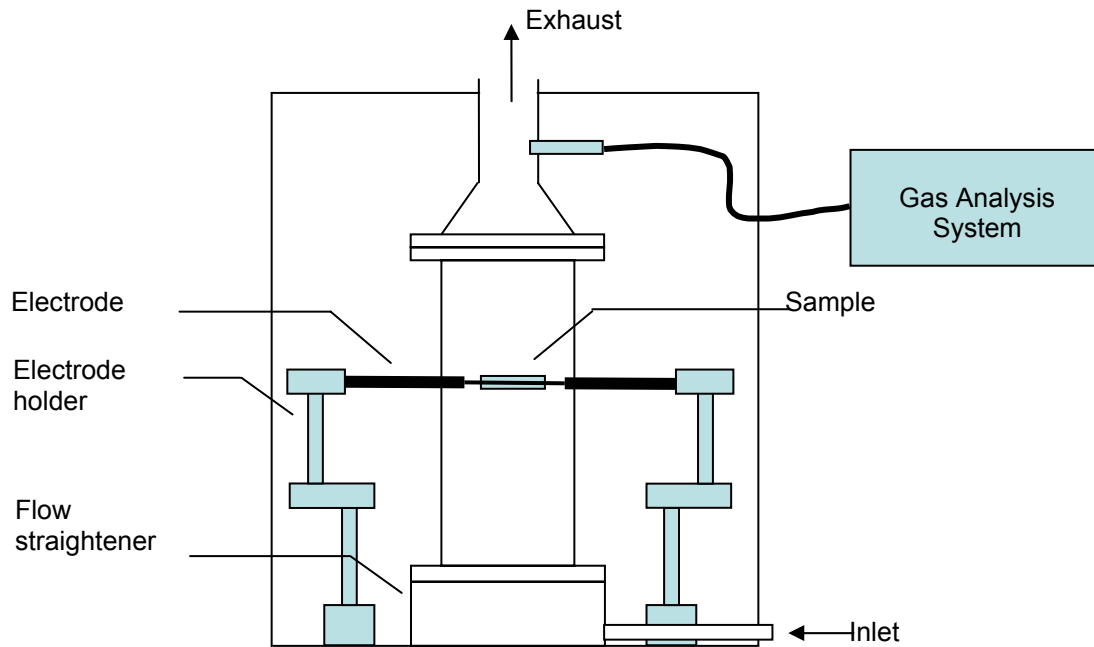 Exhaust
Gas Analysis
System
Electrode
Sample
Electrode
holder
Flow
straightener
Inlet